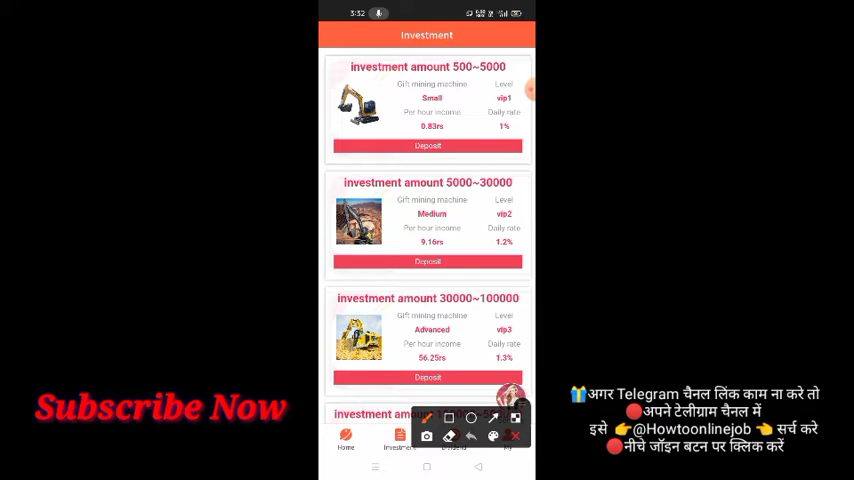 3:32
Investment
investment amount 500~5000
Gift mining machine
Level
Small
vip1
Per hour income
Daily rate
0.83rs
1%
Deposit
investment amount 5000~30000
Gift mining machine
Level
Medium
vip2
Per hour income
Daily rate
9.16rs
1.2%
Deposit
investment amount 30000~100000
Gift mining machine
Level
Advanced
vip3
Per hour income
Daily rate
56.25rs
1.3%
Deposit
investment amount
Home
Subscribe Now
🎁अगर Telegram चैनल लिंक काम ना करे तो
🔴अपने टेलीग्राम चैनल में
इसे 👉@Howtoonlinejob 👈 सर्च करे
🔴नीचे जॉइन बटन पर क्लिक करें